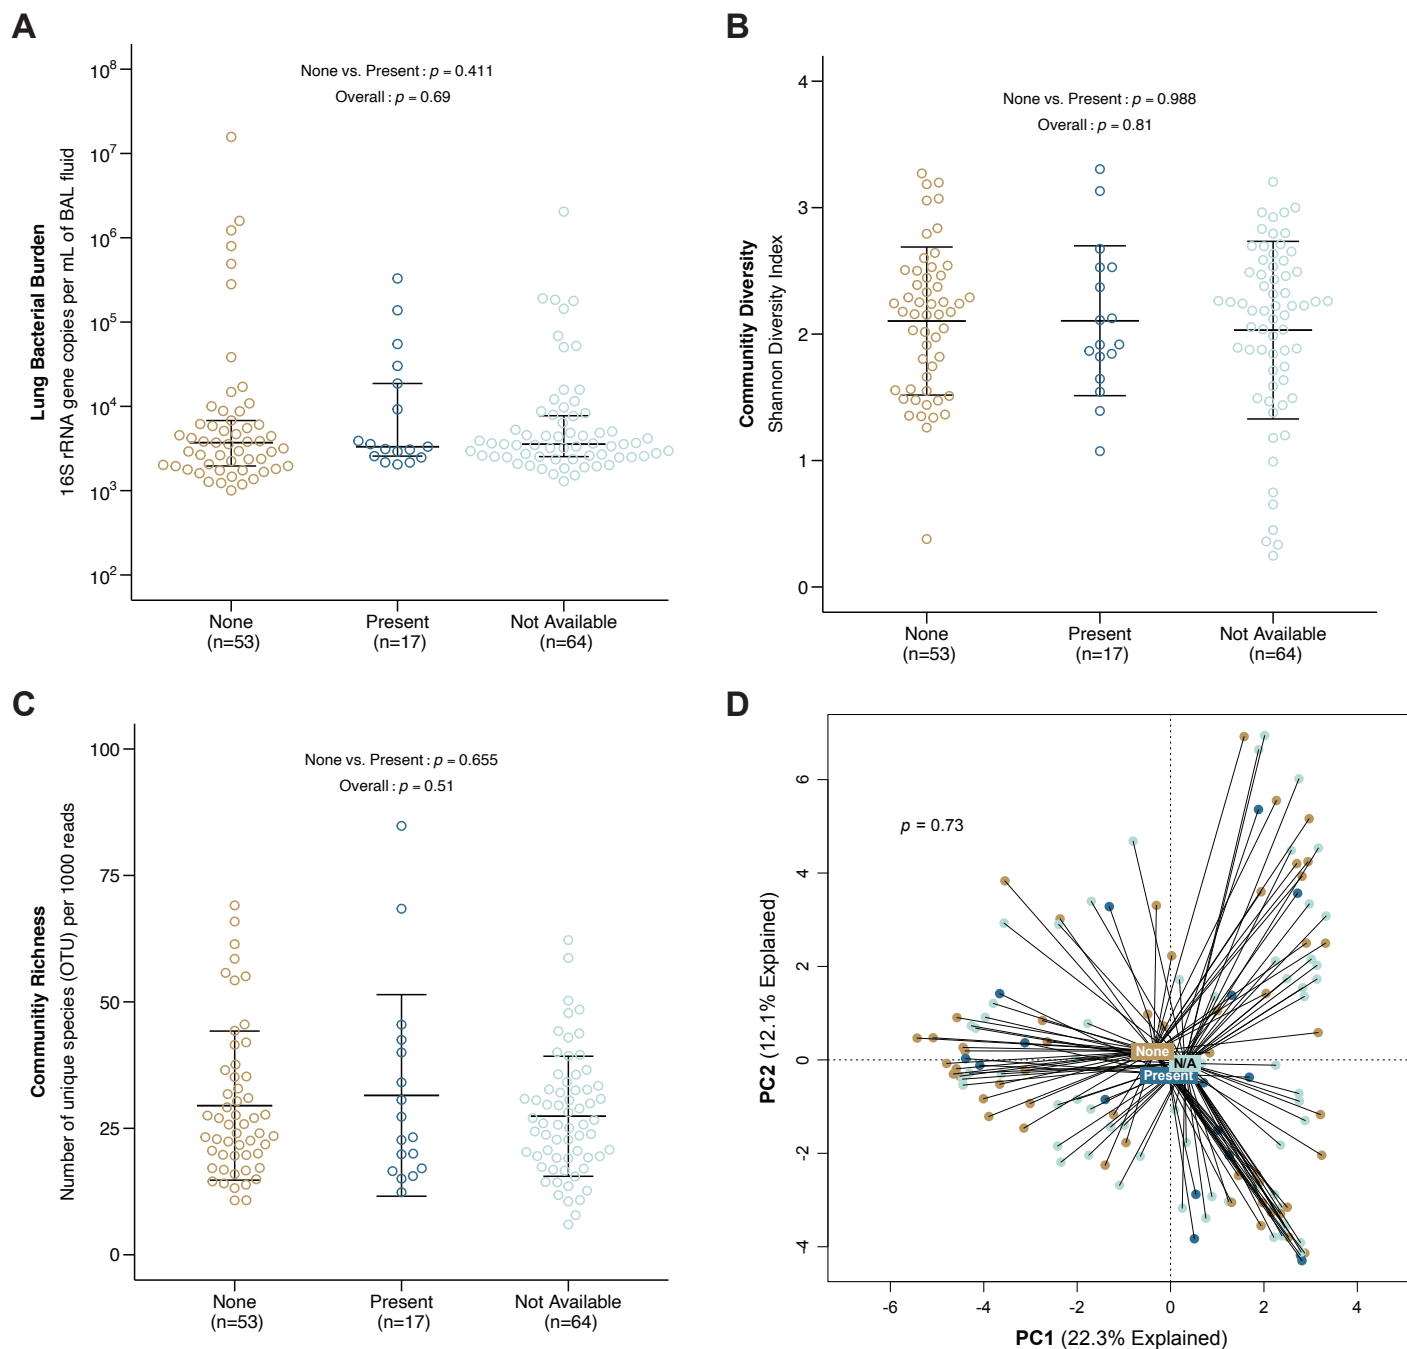 A
Lung Bacterial Burden
16S rRNA gene copies per mL of BAL fluid
None vs. Present : p = 0.411
Overall : p = 0.69
10^8
10^7
10^6
10^5
10^4
10^3
10^2
None
(n=53)
Present
(n=17)
Not Available
(n=64)
B
Communitiy Diversity
Shannon Diversity Index
None vs. Present : p = 0.988
Overall : p = 0.81
4
3
2
1
0
None
(n=53)
Present
(n=17)
Not Available
(n=64)
C
Communitiy Richness
Number of unique species (OTU) per 1000 reads
None vs. Present : p = 0.655
Overall : p = 0.51
100
75
50
25
0
None
(n=53)
Present
(n=17)
Not Available
(n=64)
D
PC2 (12.1% Explained)
p = 0.73
6
4
2
0
-2
-4
None
N/A
Present
-6
-4
-2
0
2
4
PC1 (22.3% Explained)